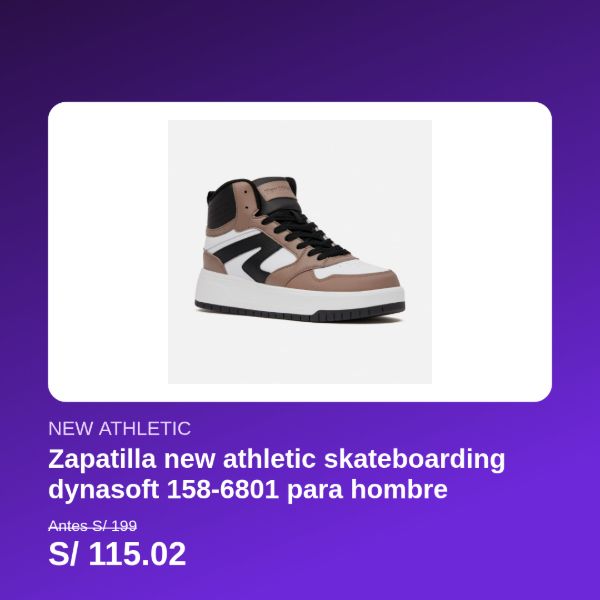 NEW ATHLETIC
Zapatilla new athletic skateboarding
dynasoft 158-6801 para hombre
Antes S/ 199
S/ 115.02